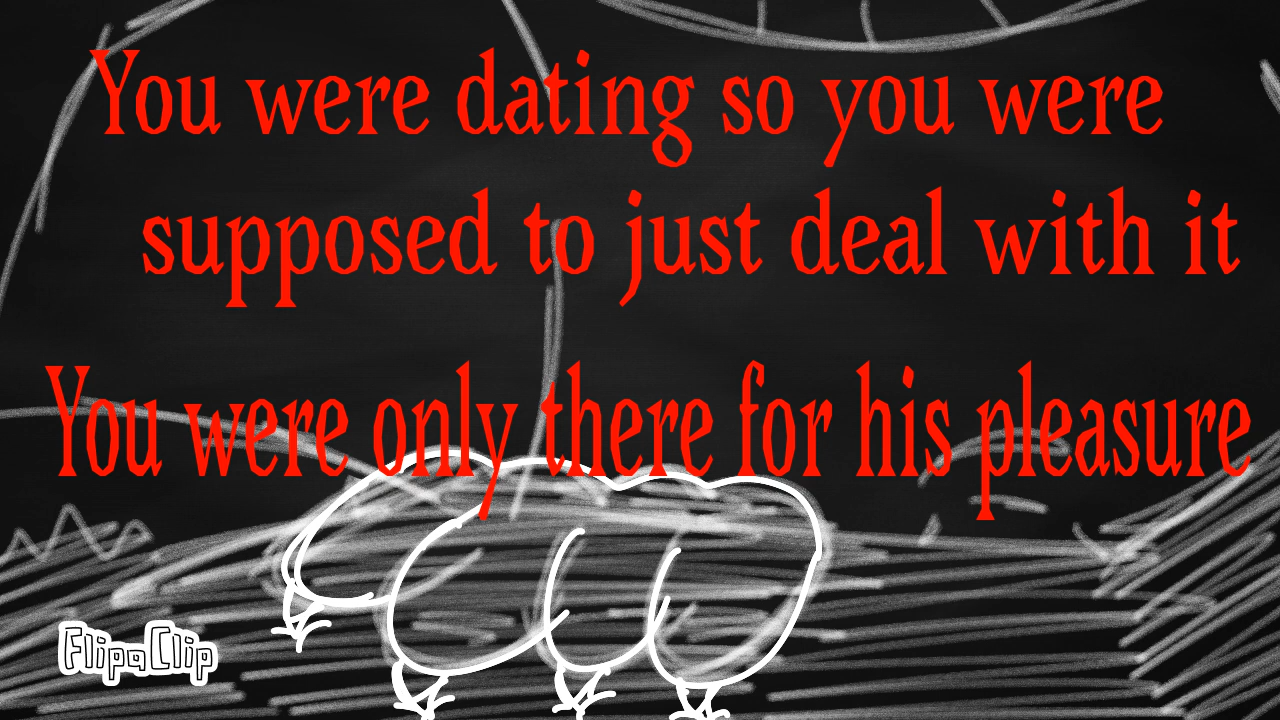 You were dating so you were
supposed to just deal with it
You were only there for his pleasure
FlipaClip